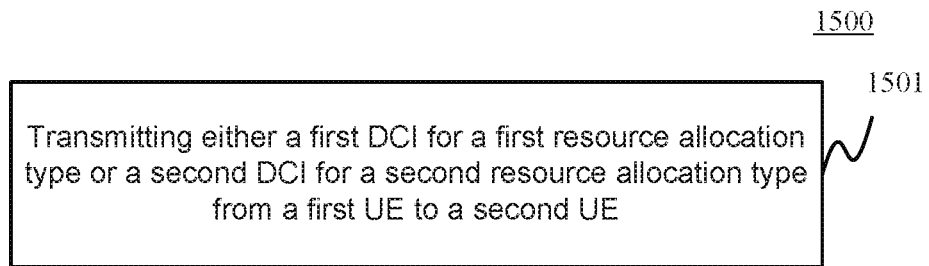 1500
1501
Transmitting either a first DCI for a first resource allocation
type or a second DCI for a second resource allocation type
from a first UE to a second UE